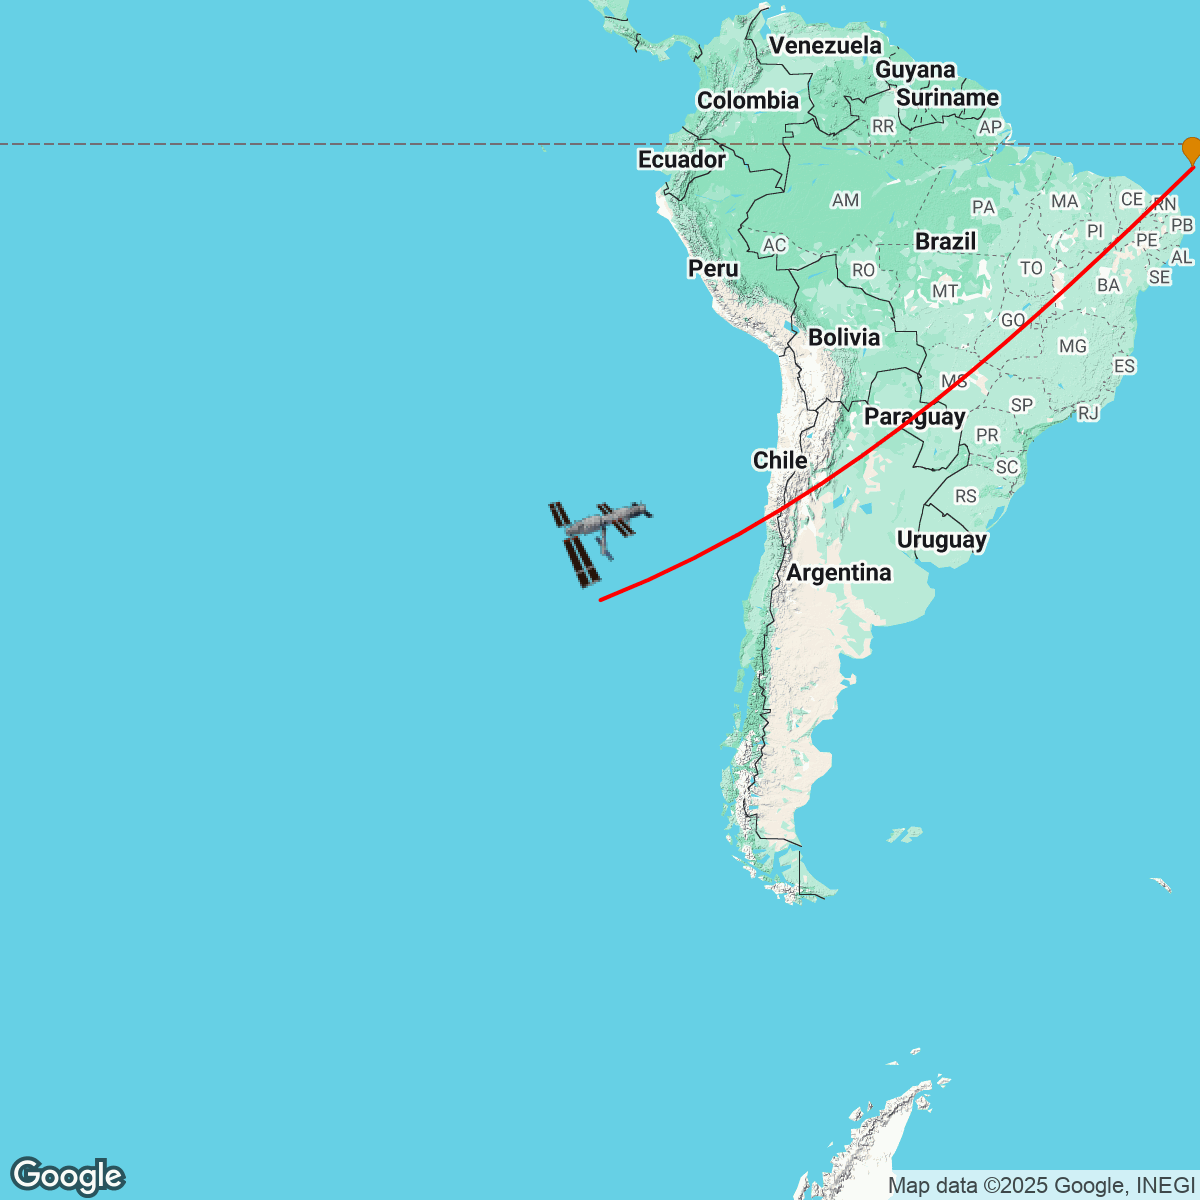 Venezuela
Guyana
Colombia
Suriname
RR
AP
Ecuador
AM
PA
MA
CE
RN
PB
PI
PE
AC
Brazil
AL
Peru
RO
TO
SE
MT
BA
GO
Bolivia
MG
ES
MS
SP
RJ
Paraguay
PR
Chile
SC
RS
Uruguay
Argentina
Google
Map data ©2025 Google, INEGI